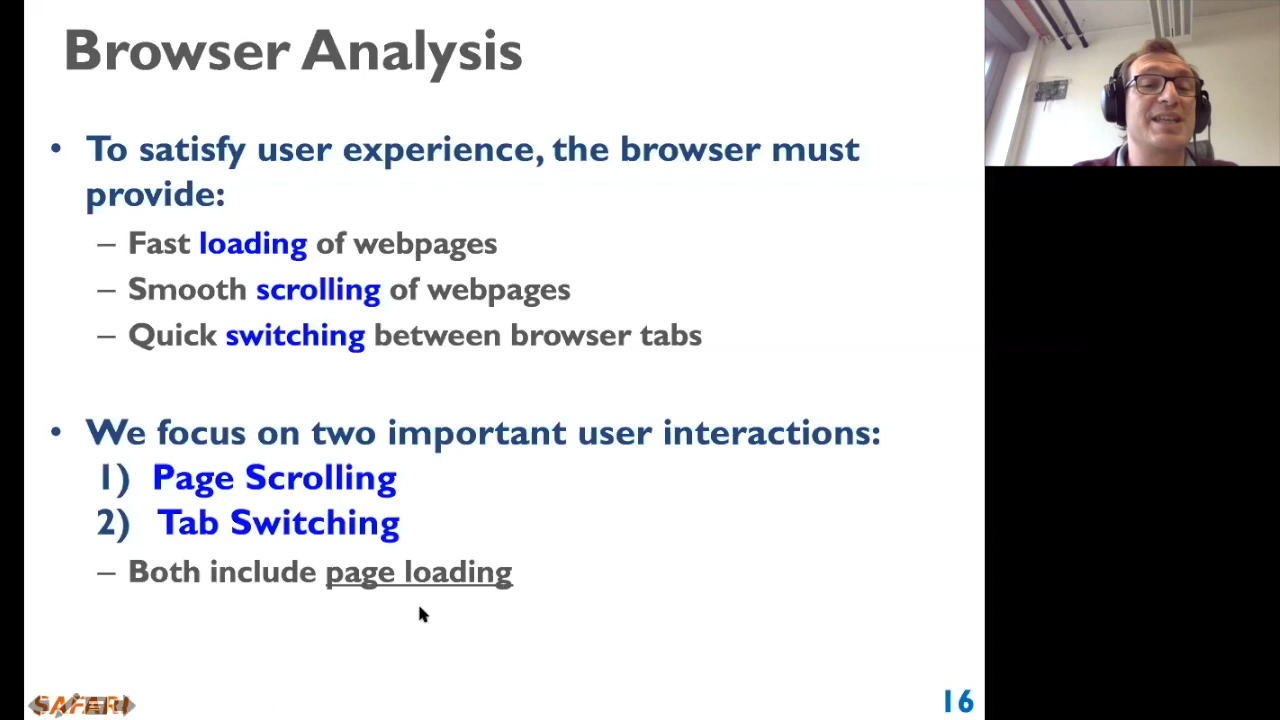 Browser Analysis
• To satisfy user experience, the browser must
provide:
– Fast loading of webpages
– Smooth scrolling of webpages
– Quick switching between browser tabs
• We focus on two important user interactions:
1) Page Scrolling
2) Tab Switching
– Both include page loading
SAFARI
16